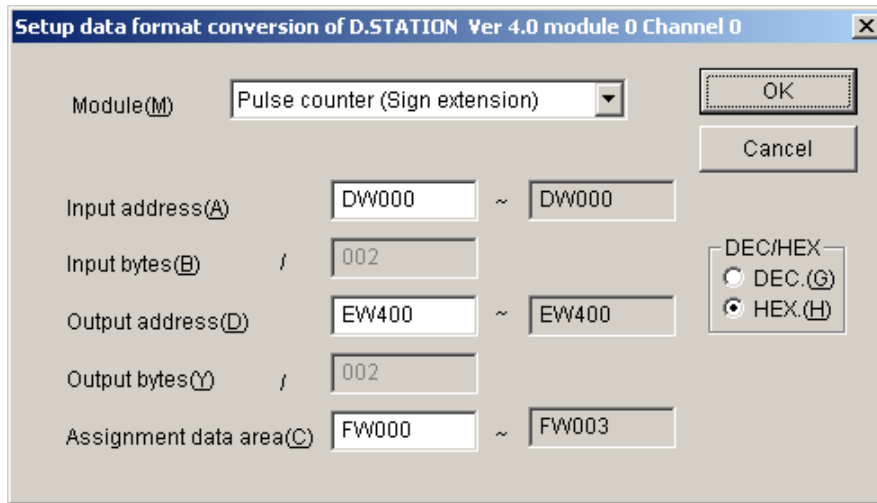 Setup data format conversion of D.STATION Ver 4.0 module 0 Channel 0
Module(M) Pulse counter (Sign extension)
OK
Cancel
Input address(A) DW000 ~ DW000
Input bytes(B) / 002
Output address(D) EW400 ~ EW400
Output bytes(Y) / 002
Assignment data area(C) FW000 ~ FW003
DEC/HEX
DEC.(G)
HEX.(H)